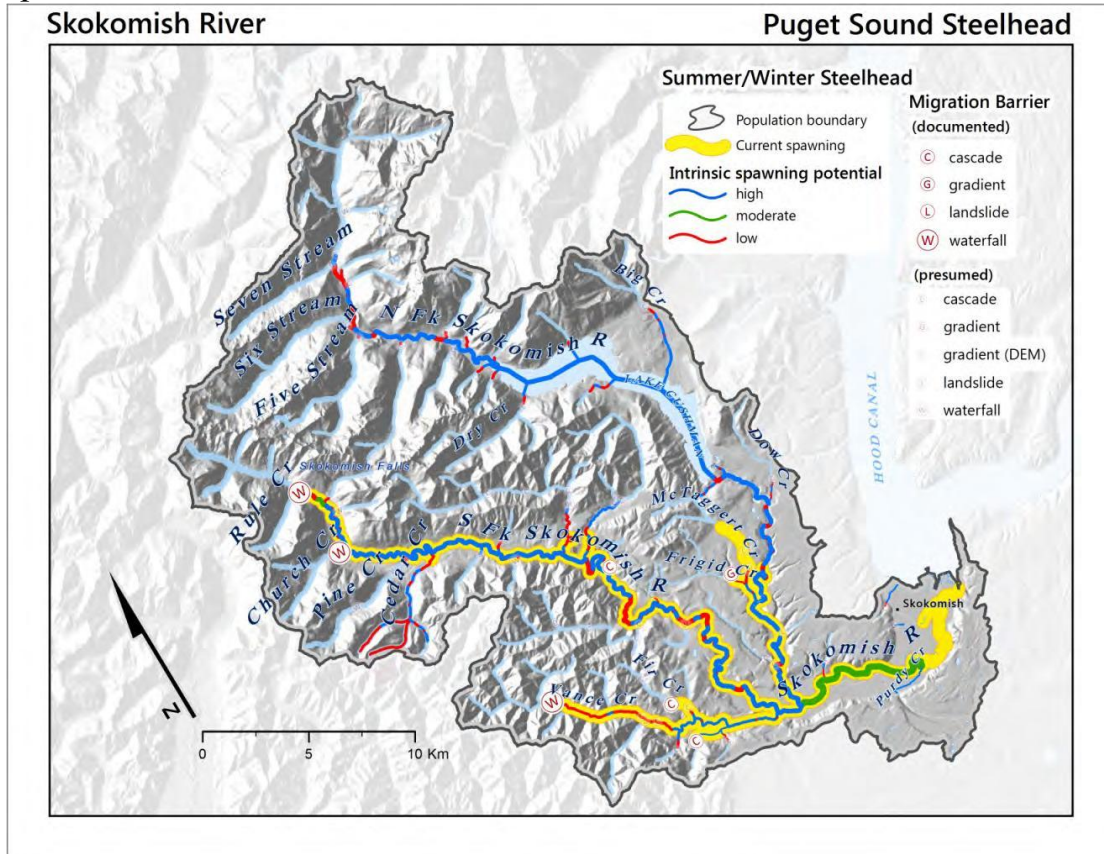 Skokomish River
Puget Sound Steelhead
Summer/Winter Steelhead
Population boundary
Current spawning
Intrinsic spawning potential
high
moderate
low
Migration Barrier
(documented)
C cascade
G gradient
L landslide
W waterfall
(presumed)
cascade
gradient
gradient (DEM)
landslide
waterfall
Seven Stream
Six Stream
Five Stream
N Fk Skokomish R
Big Cr
LAKE CUSHMAN
Dry Cr
Dow Cr
HOOD CANAL
Skokomish Falls
W
Rule Cr
McTaggert Cr
Church Cr
W
Pine Cr
Cedar Cr
S Fk Skokomish R
C
Frigid Cr
G
Skokomish
Skokomish R
Purdy Cr
Fir Cr
Vance Cr
W
C
C
N
0 5 10 Km